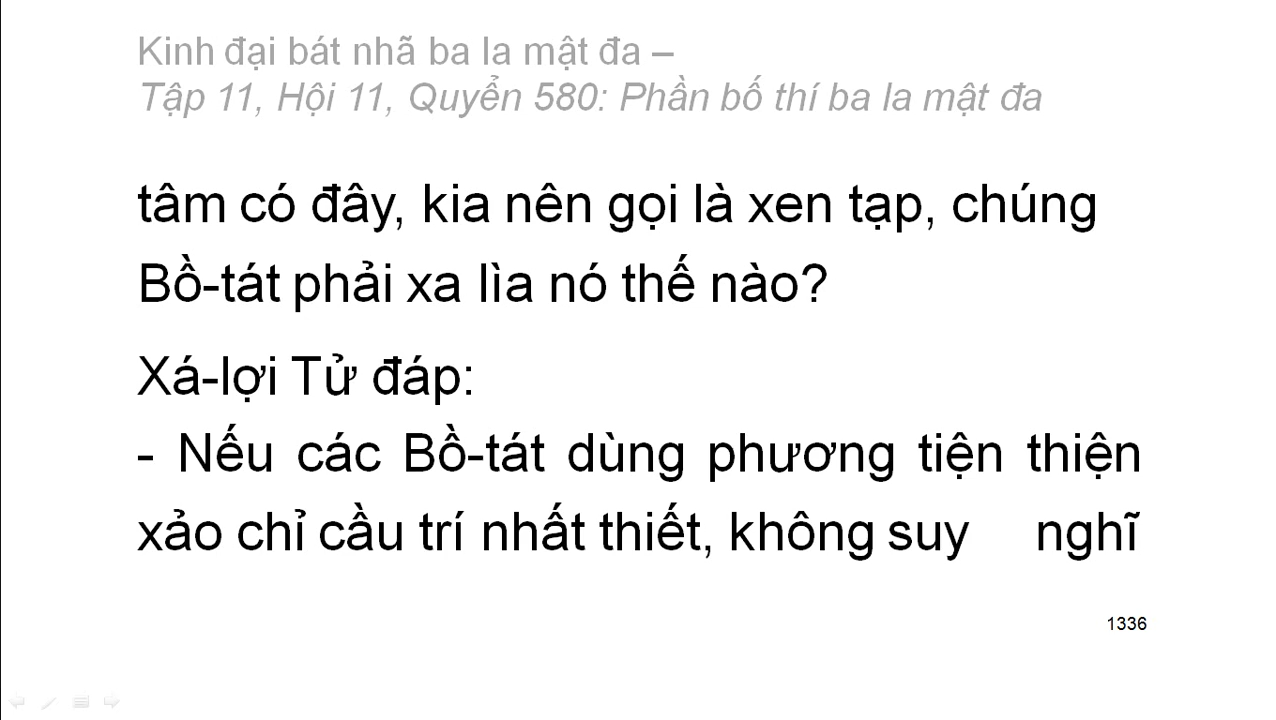 Kinh đại bát nhã ba la mật đa –
Tập 11, Hội 11, Quyển 580: Phần bố thí ba la mật đa
tâm có đây, kia nên gọi là xen tạp, chúng
Bồ-tát phải xa lìa nó thế nào?
Xá-lợi Tử đáp:
- Nếu các Bồ-tát dùng phương tiện thiện
xảo chỉ cầu trí nhất thiết, không suy nghĩ
1336